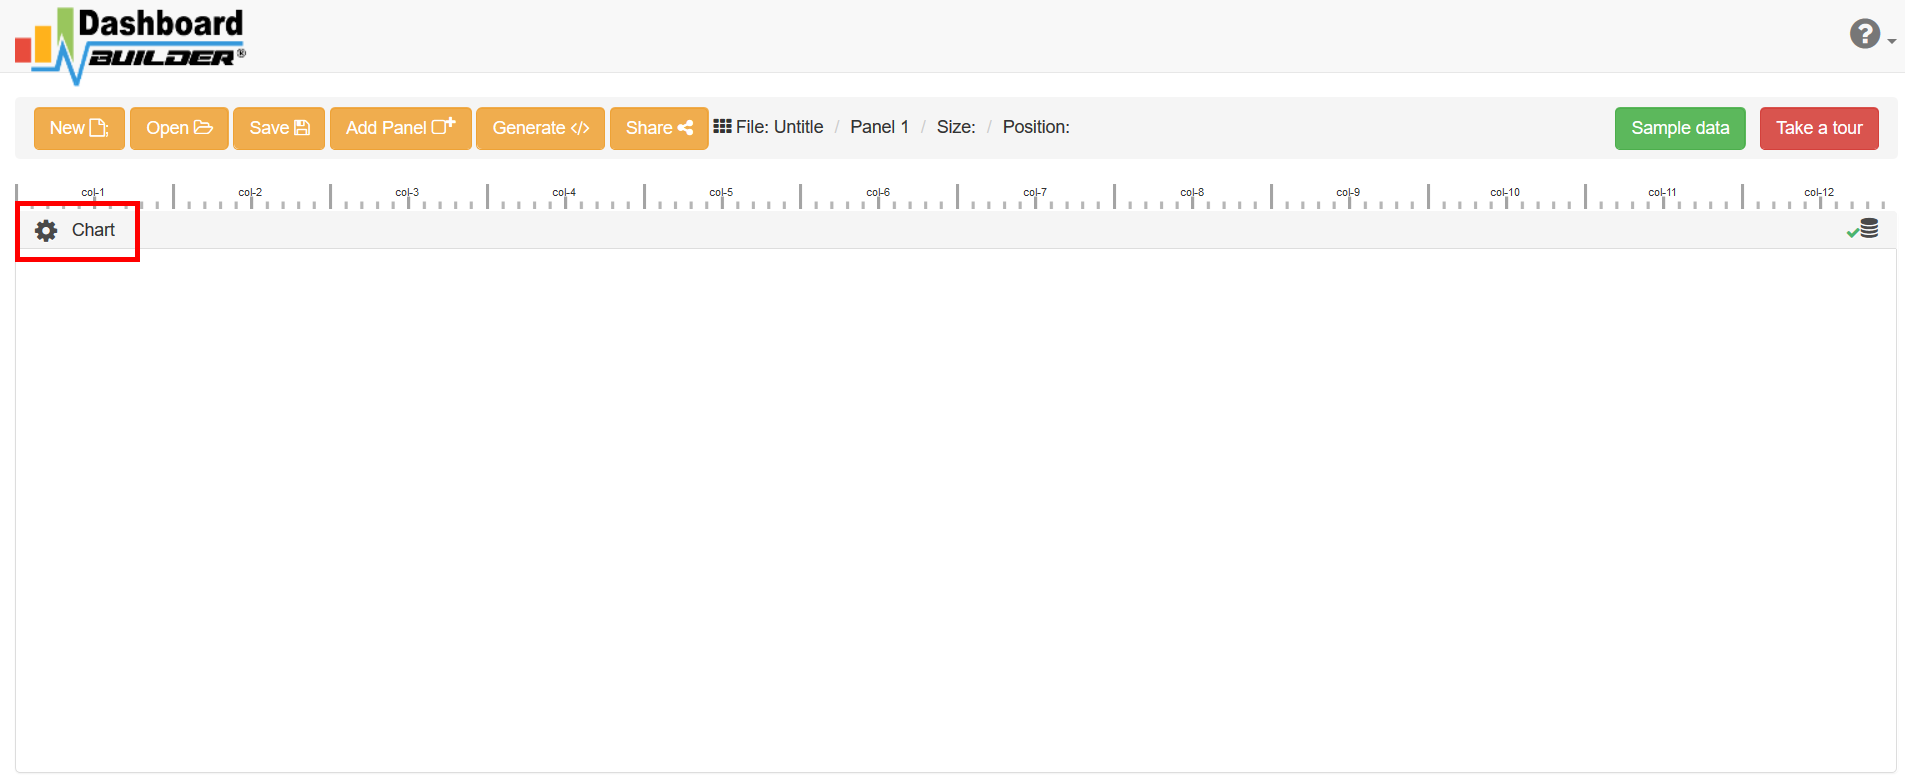 Dashboard
BUILDER®
New Open Save Add Panel Generate </> Share File: Untitle / Panel 1 / Size: / Position: Sample data Take a tour
col-1 col-2 col-3 col-4 col-5 col-6 col-7 col-8 col-9 col-10 col-11 col-12
Chart